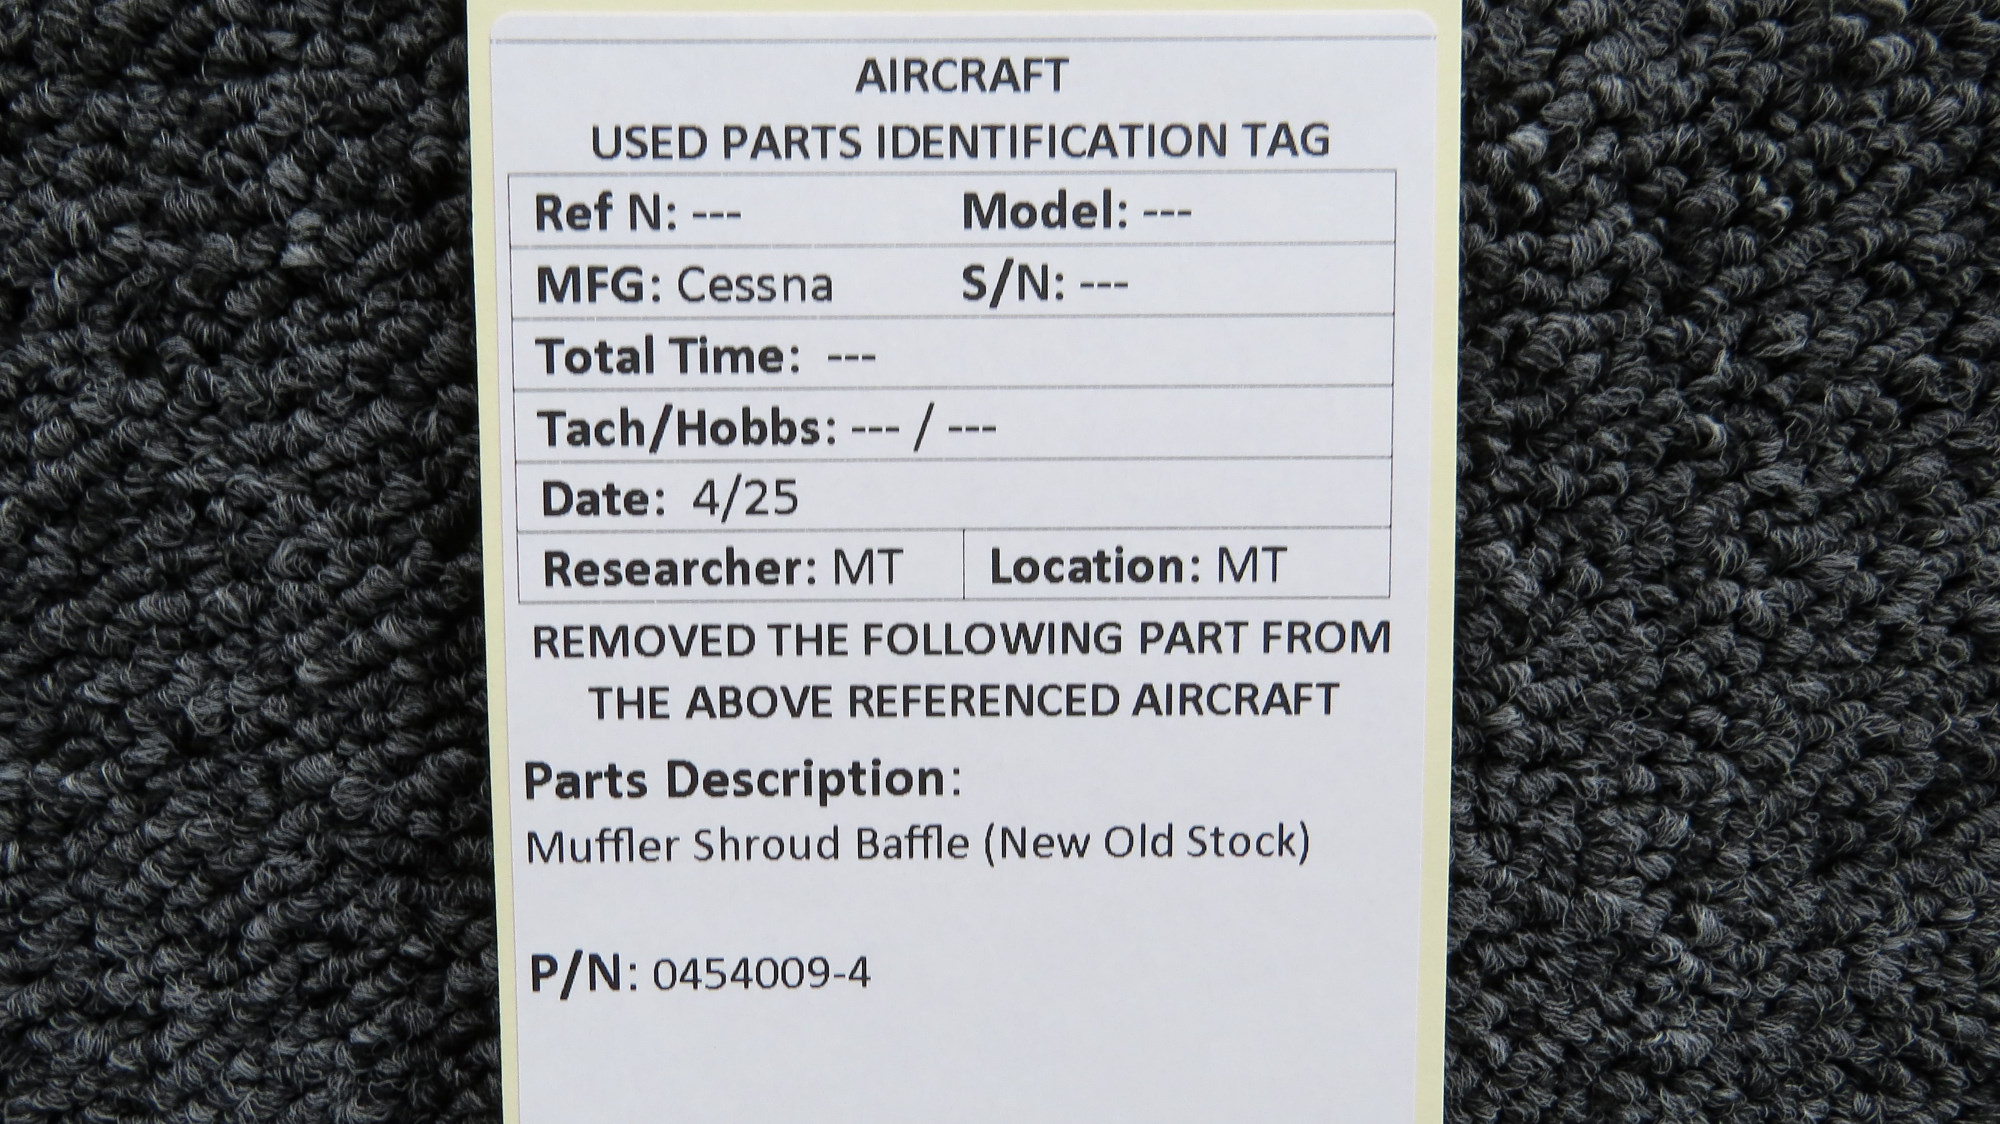 AIRCRAFT
USED PARTS IDENTIFICATION TAG
Ref N: --- Model: ---
MFG: Cessna S/N: ---
Total Time: ---
Tach/Hobbs: --- / ---
Date: 4/25
Researcher: MT Location: MT
REMOVED THE FOLLOWING PART FROM
THE ABOVE REFERENCED AIRCRAFT
Parts Description:
Muffler Shroud Baffle (New Old Stock)
P/N: 0454009-4